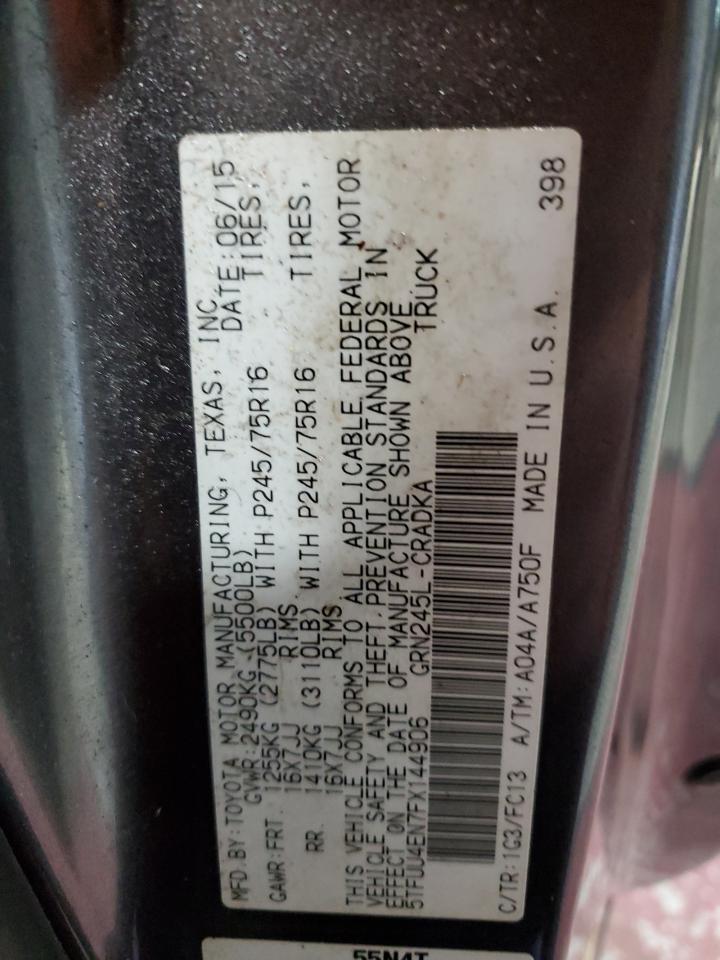 MFD.BY:TOYOTA MOTOR MANUFACTURING, TEXAS, INC.
GVWR:2490KG (5500LB) DATE:06/15
GAWR:FRT. 1255KG (2775LB) WITH P245/75R16 TIRES,
16X7JJ RIMS
RR. 1410KG (3110LB) WITH P245/75R16 TIRES,
16X7JJ RIMS
THIS VEHICLE CONFORMS TO ALL APPLICABLE FEDERAL MOTOR
VEHICLE SAFETY AND THEFT PREVENTION STANDARDS IN
EFFECT ON THE DATE OF MANUFACTURE SHOWN ABOVE.
5TFUU4EN7FX144906 GRN245L-CRADKA TRUCK
C/TR:1G3/FC13 A/TM:A04A/A750F MADE IN U.S.A. 398
55N4T